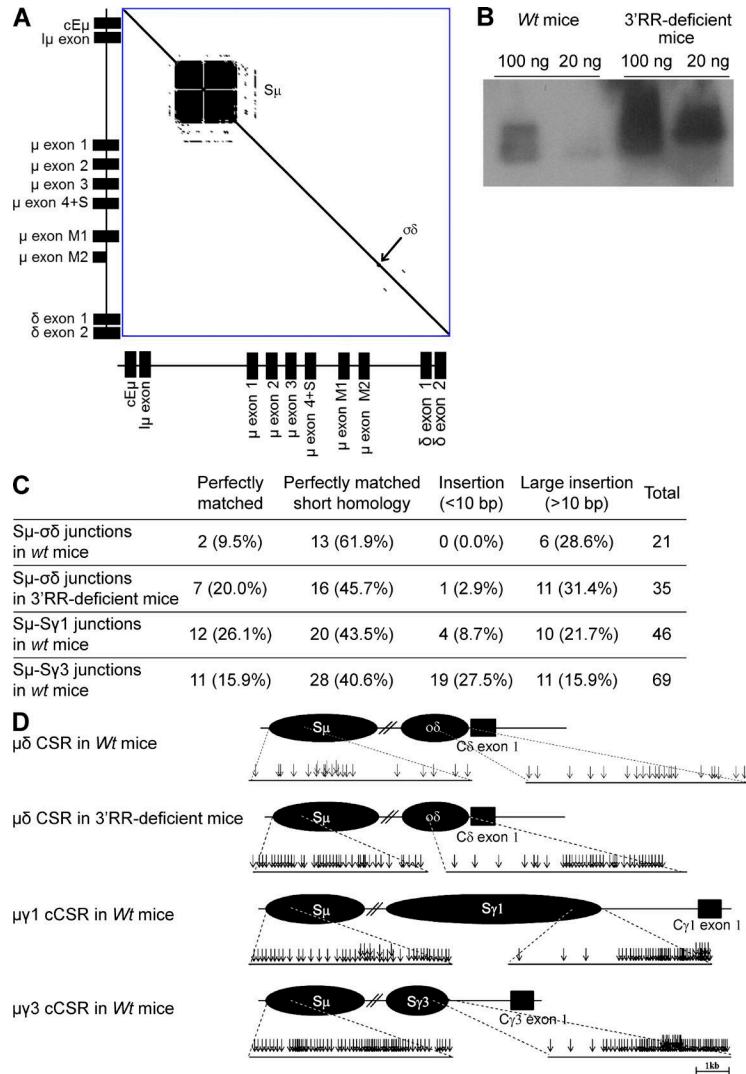 A
cEμ
Iμ exon
Sμ
μ exon 1
μ exon 2
μ exon 3
μ exon 4+S
μ exon M1
μ exon M2
σδ
δ exon 1
δ exon 2
cEμ
Iμ exon
μ exon 1
μ exon 2
μ exon 3
μ exon 4+S
μ exon M1
μ exon M2
δ exon 1
δ exon 2
B
Wt mice 3'RR-deficient mice
100 ng 20 ng 100 ng 20 ng
C
Perfectly matched Perfectly matched short homology Insertion (<10 bp) Large insertion (>10 bp) Total
Sμ-σδ junctions in wt mice 2 (9.5%) 13 (61.9%) 0 (0.0%) 6 (28.6%) 21
Sμ-σδ junctions in 3'RR-deficient mice 7 (20.0%) 16 (45.7%) 1 (2.9%) 11 (31.4%) 35
Sμ-Sγ1 junctions in wt mice 12 (26.1%) 20 (43.5%) 4 (8.7%) 10 (21.7%) 46
Sμ-Sγ3 junctions in wt mice 11 (15.9%) 28 (40.6%) 19 (27.5%) 11 (15.9%) 69
D
Sμ σδ
Cδ exon 1
μδ CSR in Wt mice
Sμ σδ
Cδ exon 1
μδ CSR in 3'RR-deficient mice
Sμ Sγ1
Cγ1 exon 1
μγ1 cCSR in Wt mice
Sμ Sγ3
Cγ3 exon 1
μγ3 cCSR in Wt mice
1kb